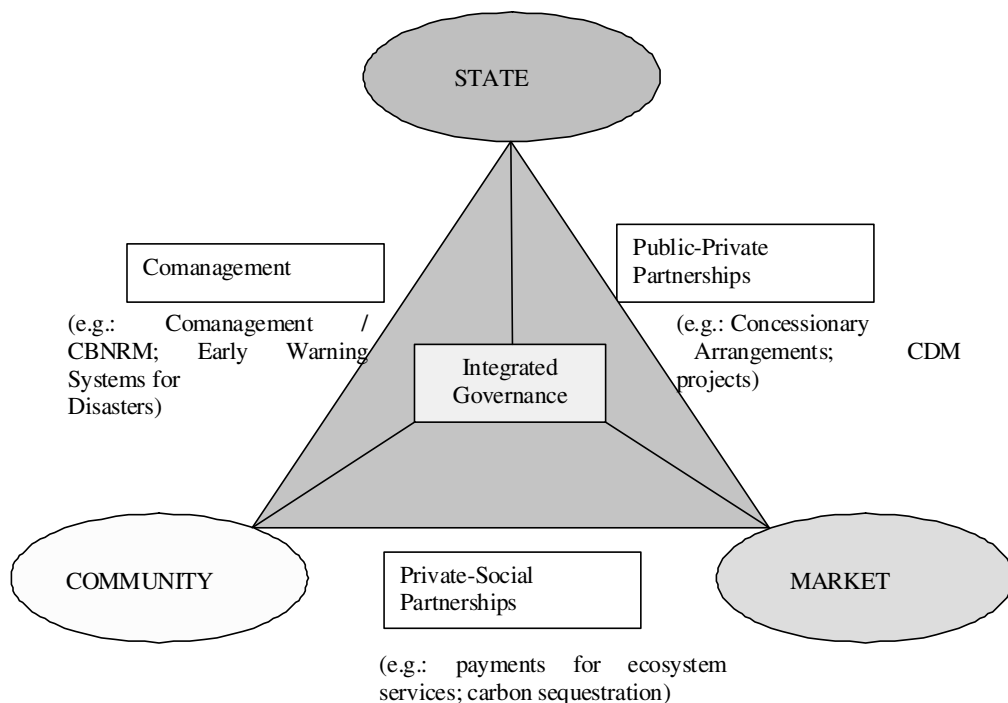 STATE
Comanagement
(e.g.: Comanagement /
CBNRM; Early Warning
Systems for
Disasters)
Public-Private
Partnerships
(e.g.: Concessionary
Arrangements; CDM
projects)
Integrated
Governance
COMMUNITY
Private-Social
Partnerships
(e.g.: payments for ecosystem
services; carbon sequestration)
MARKET